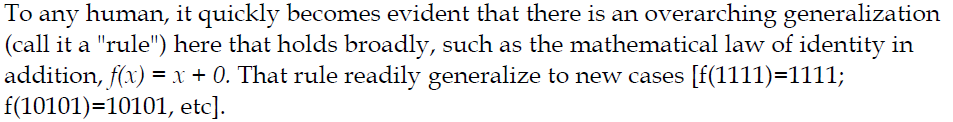 To any human, it quickly becomes evident that there is an overarching generalization
(call it a "rule") here that holds broadly, such as the mathematical law of identity in
addition, f(x) = x + 0. That rule readily generalize to new cases [f(1111)=1111;
f(10101)=10101, etc].